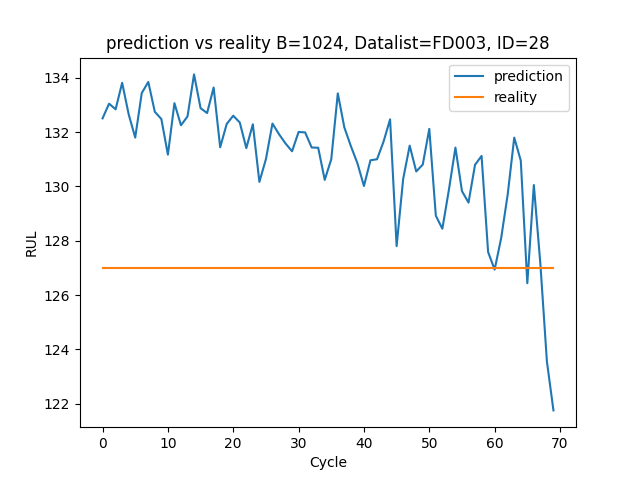 prediction vs reality B=1024, Datalist=FD003, ID=28
prediction
reality
134
132
130
128
126
124
122
RUL
0 10 20 30 40 50 60 70
Cycle